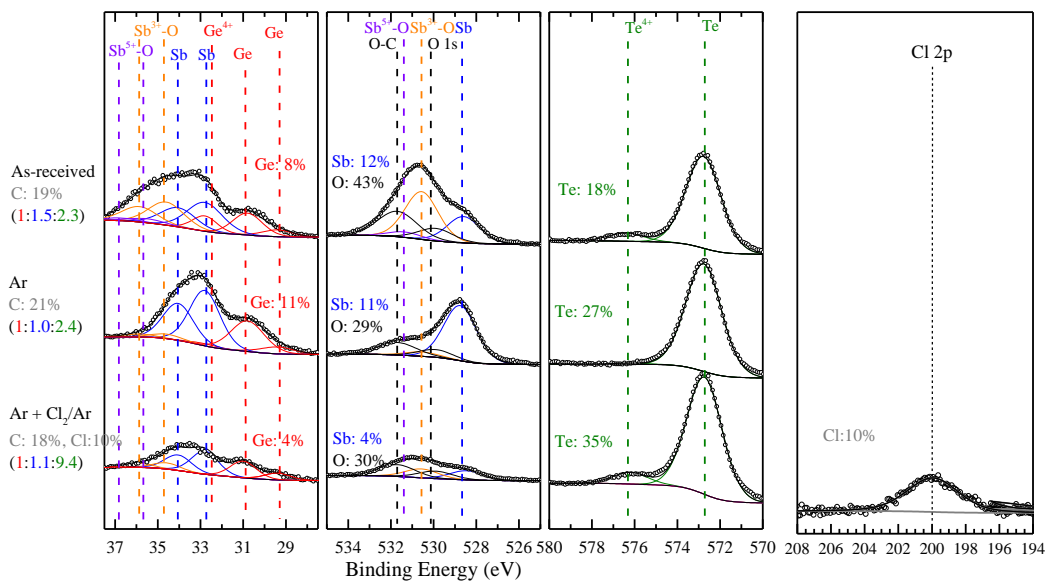 Sb⁵⁺-O
Sb³⁺-O
Sb
Sb
Ge⁴⁺
Ge
Ge
Sb⁵⁺-O
Sb³⁺-O
Sb
O-C
O 1s
Te⁴⁺
Te
Cl 2p
As-received
C: 19%
(1:1.5:2.3)
Ge: 8%
Sb: 12%
O: 43%
Te: 18%
Ar
C: 21%
(1:1.0:2.4)
Ge: 11%
Sb: 11%
O: 29%
Te: 27%
Ar + Cl₂/Ar
C: 18%, Cl:10%
(1:1.1:9.4)
Ge: 4%
Sb: 4%
O: 30%
Te: 35%
Cl:10%
37 35 33 31 29
534 532 530 528 526
580 578 576 574 572 570
208 206 204 202 200 198 196 194
Binding Energy (eV)